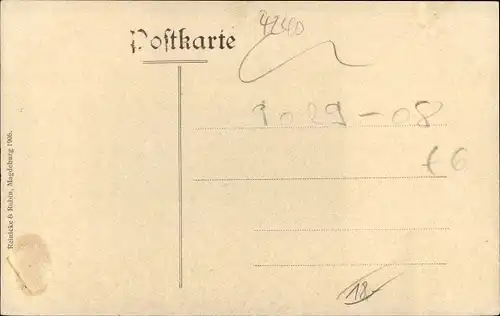 Postkarte
4240
1029-08
€6
18.-
Reinicke & Rubin, Magdeburg 1906.